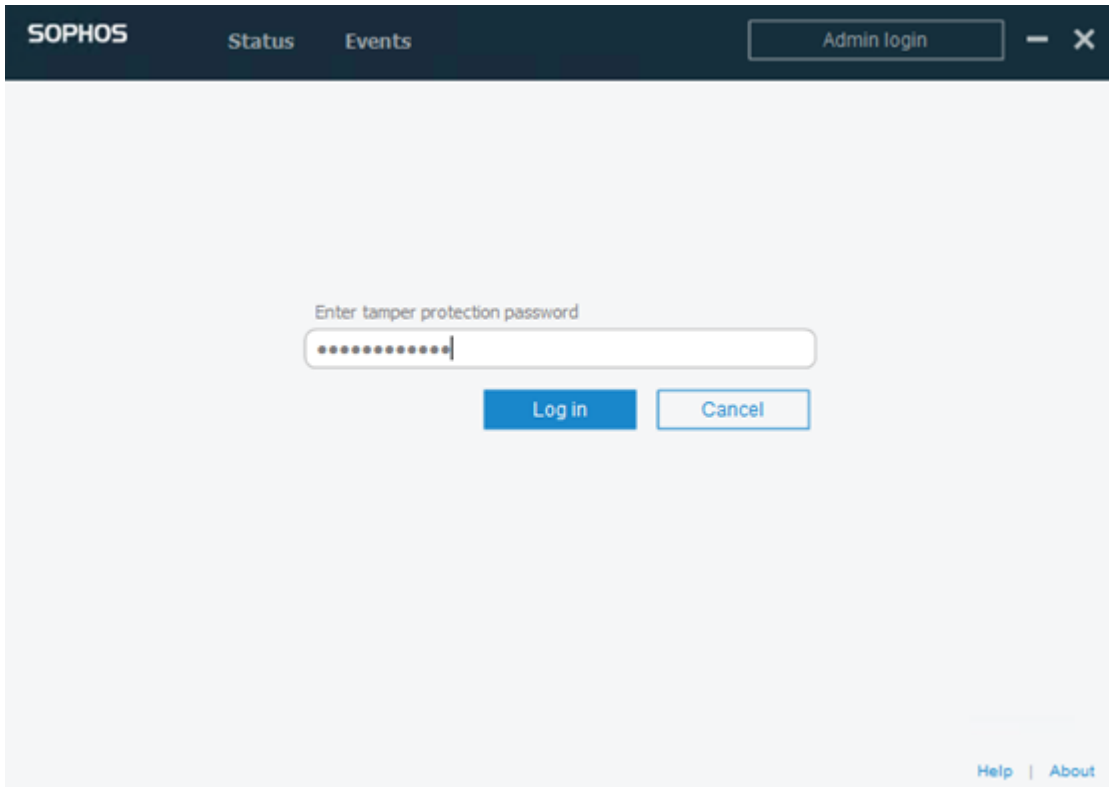 SOPHOS Status Events Admin login
Enter tamper protection password
••••••••••••
Log in Cancel
Help | About